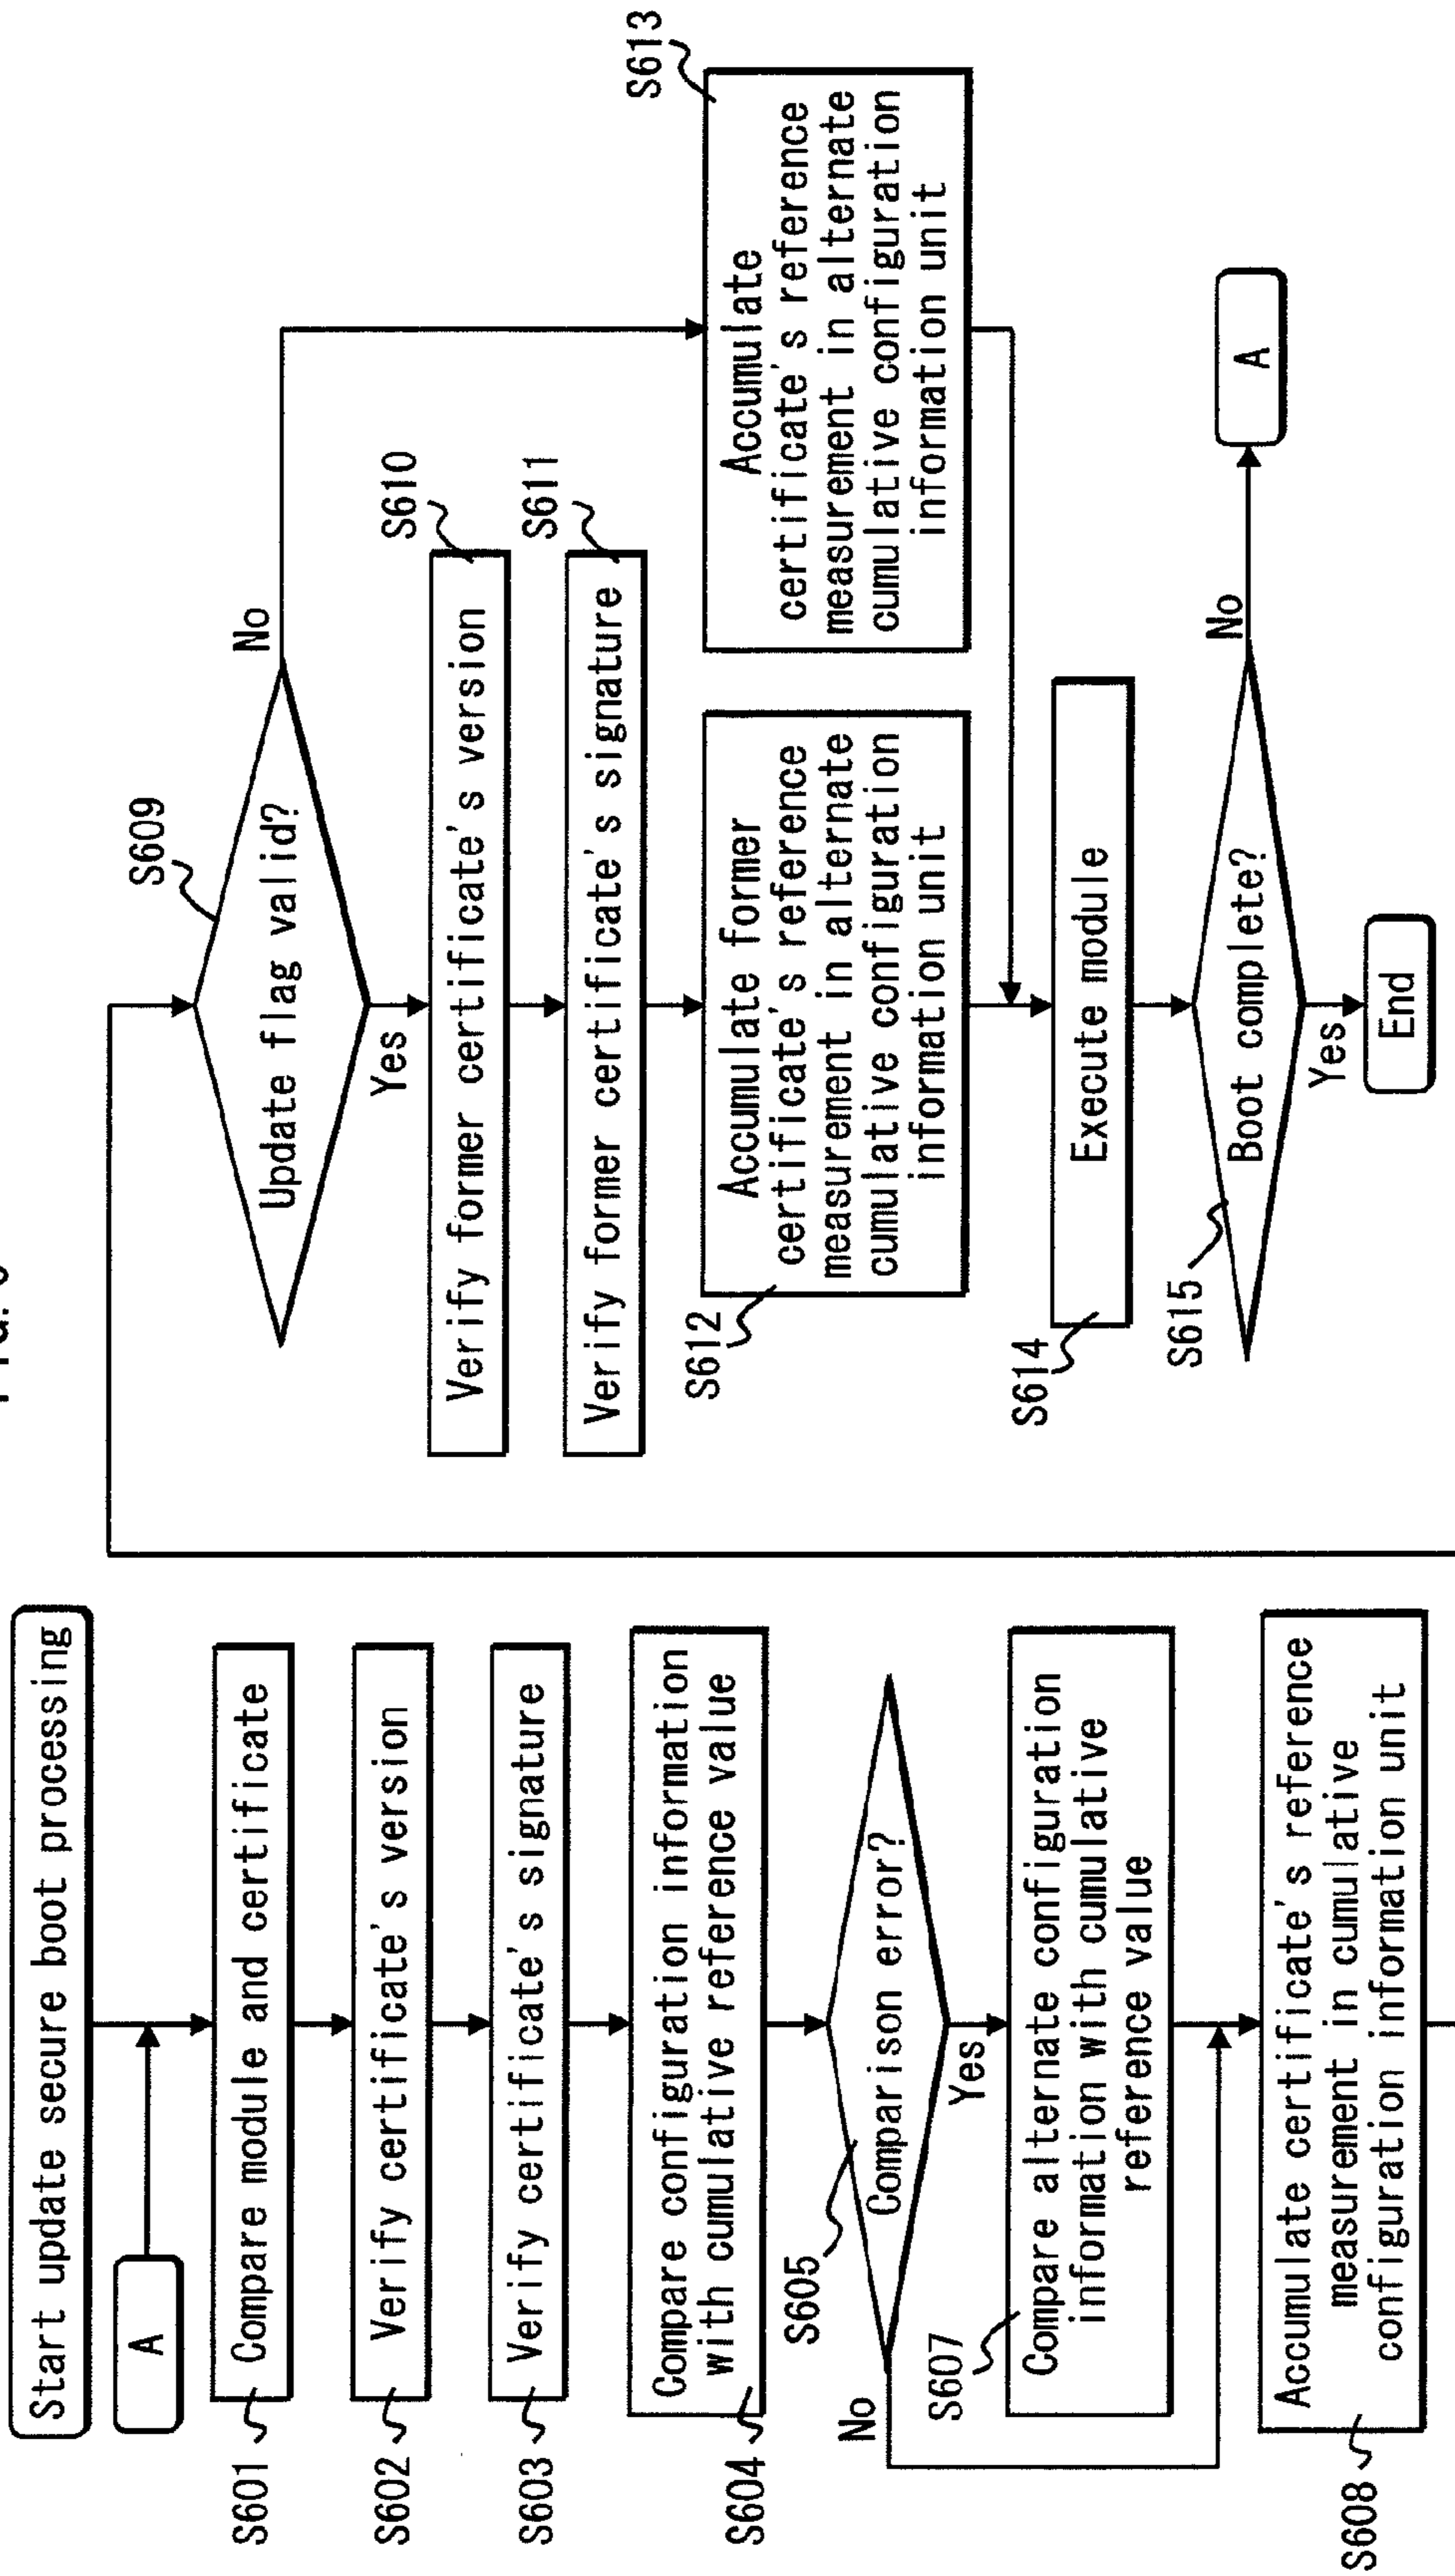 Start update secure boot processing
A
S601
Compare module and certificate
S602
Verify certificate's version
S603
Verify certificate's signature
S604
Compare configuration information
with cumulative reference value
S605
Comparison error?
No
Yes
S607
Compare alternate configuration
information with cumulative
reference value
S608
Accumulate certificate's reference
measurement in cumulative
configuration information unit
S609
Update flag valid?
No
Yes
S610
Verify former certificate's version
S611
Verify former certificate's signature
S612
Accumulate former
certificate's reference
measurement in alternate
cumulative configuration
information unit
S613
Accumulate
certificate's reference
measurement in alternate
cumulative configuration
information unit
S614
Execute module
S615
Boot complete?
No
A
Yes
End